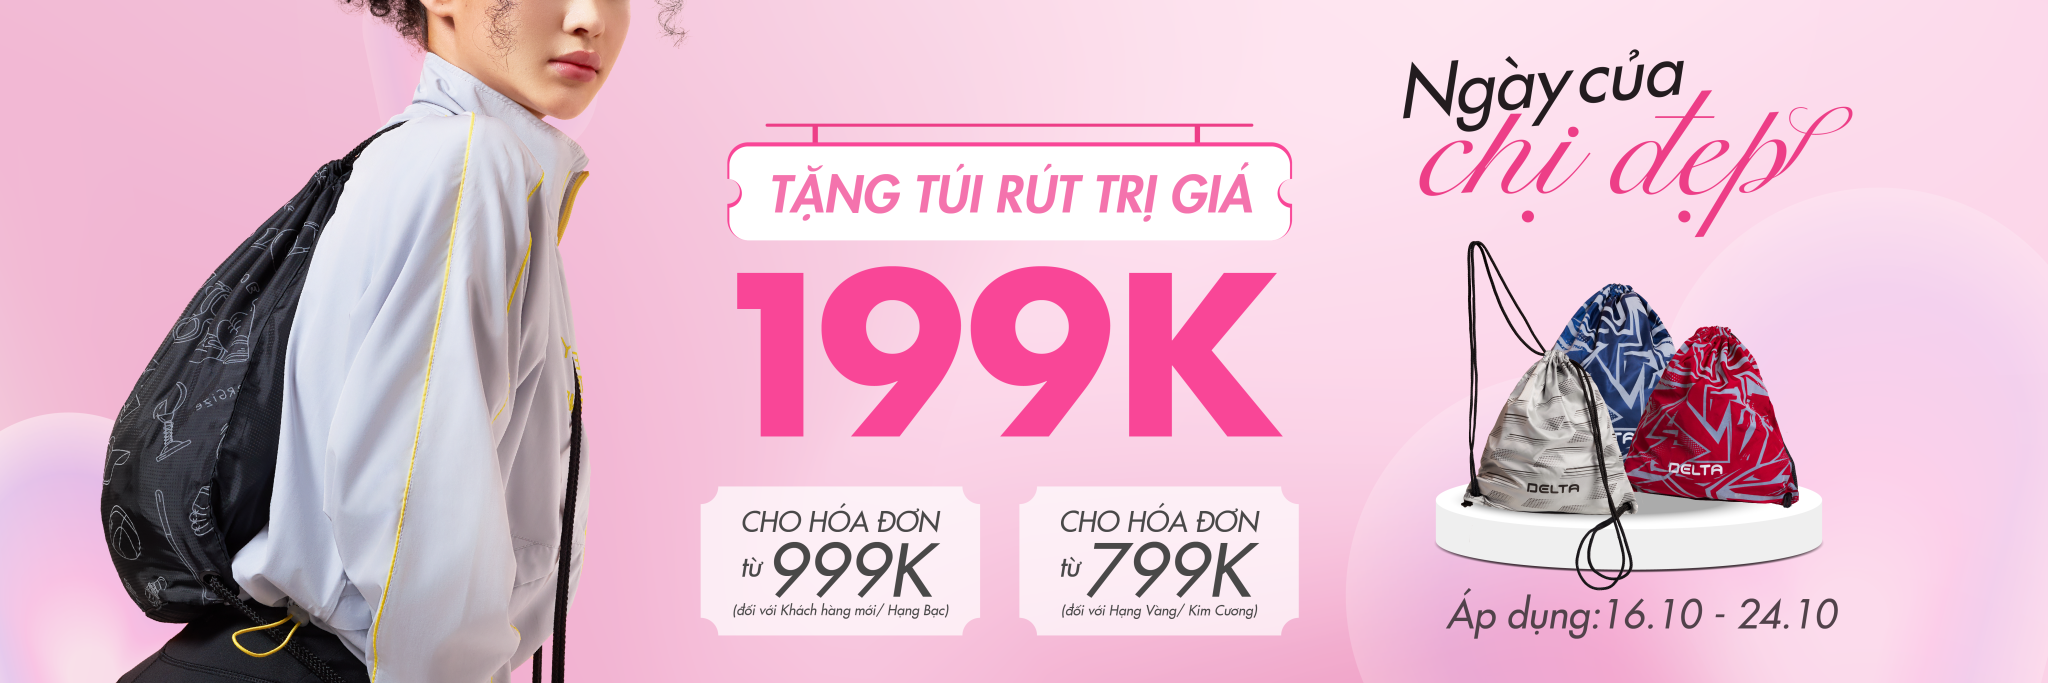 Ngày của
chị đẹp
TẶNG TÚI RÚT TRỊ GIÁ
199K
CHO HÓA ĐƠN
từ 999K
(đối với Khách hàng mới/ Hạng Bạc)
CHO HÓA ĐƠN
từ 799K
(đối với Hạng Vàng/ Kim Cương)
DELTA
DELTA
Áp dụng:16.10 - 24.10